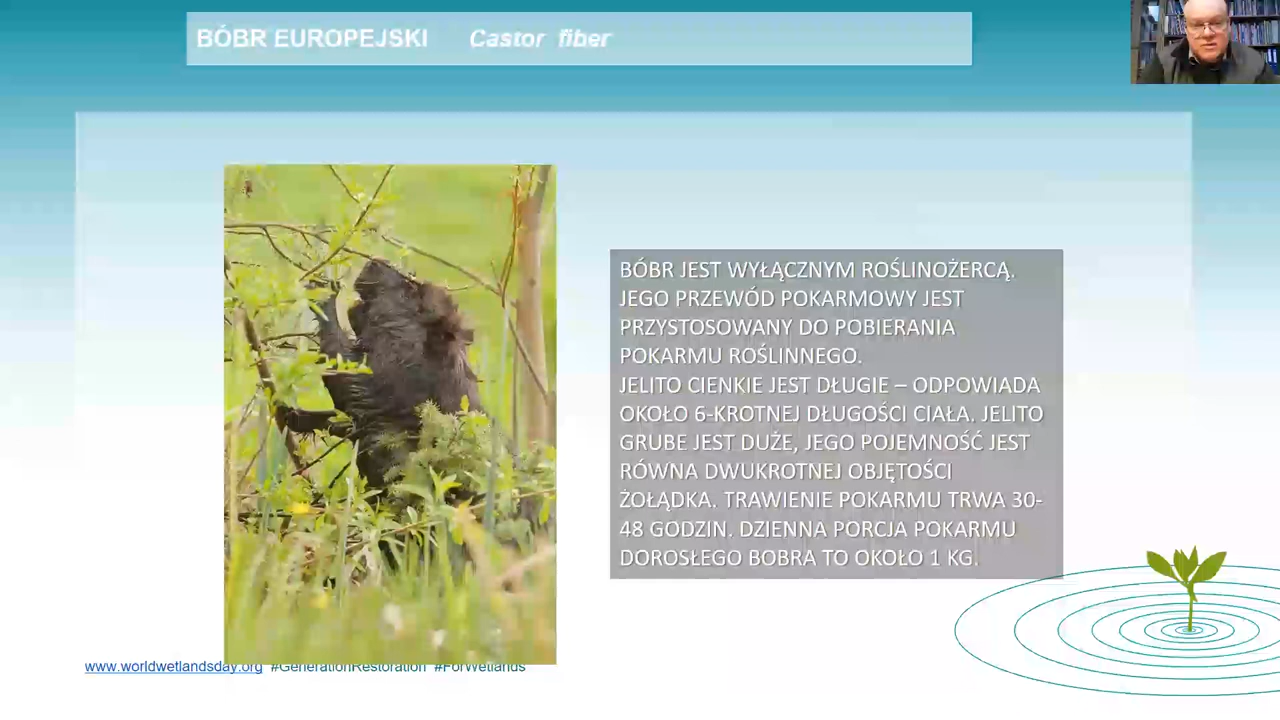 BÓBR EUROPEJSKI Castor fiber
BÓBR JEST WYŁĄCZNYM ROŚLINOŻERCĄ.
JEGO PRZEWÓD POKARMOWY JEST
PRZYSTOSOWANY DO POBIERANIA
POKARMU ROŚLINNEGO.
JELITO CIENKIE JEST DŁUGIE – ODPOWIADA
OKOŁO 6-KROTNEJ DŁUGOŚCI CIAŁA. JELITO
GRUBE JEST DUŻE, JEGO POJEMNOŚĆ JEST
RÓWNA DWUKROTNEJ OBJĘTOŚCI
ŻOŁĄDKA. TRAWIENIE POKARMU TRWA 30-
48 GODZIN. DZIENNA PORCJA POKARMU
DOROSŁEGO BOBRA TO OKOŁO 1 KG.
www.worldwetlandsday.org #GenerationRestoration #ForWetlands